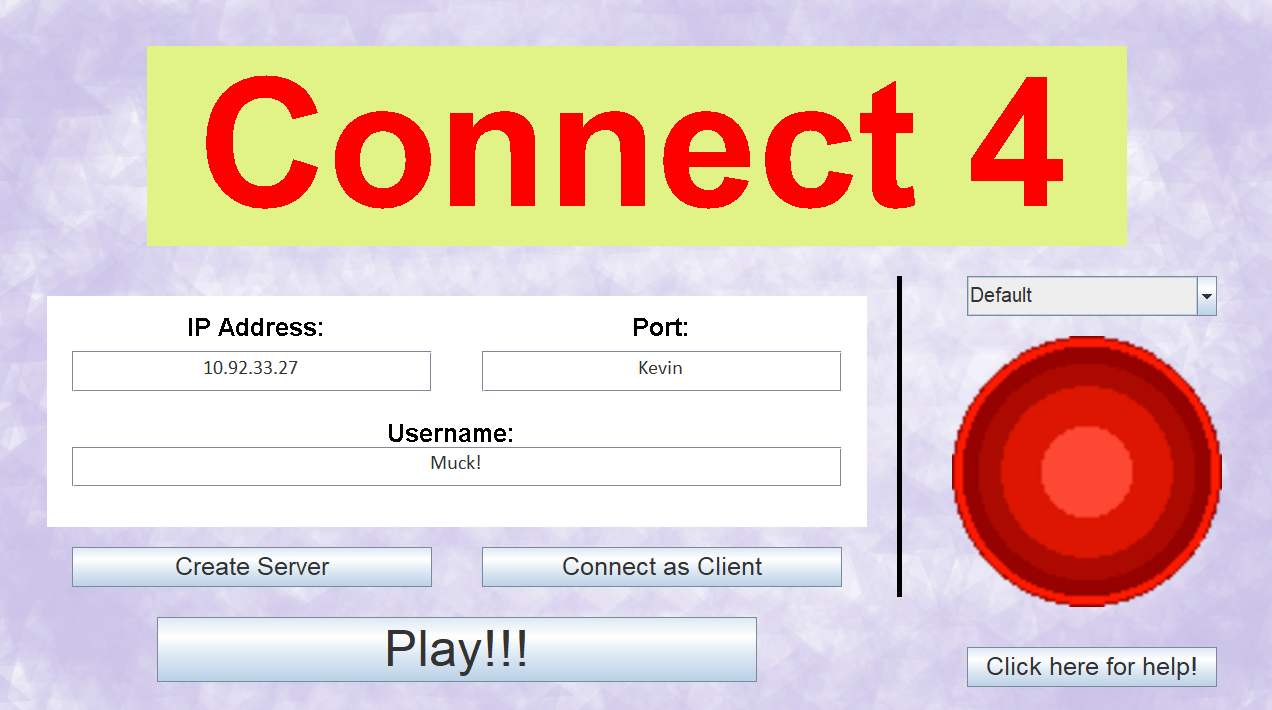 Connect 4
Default
IP Address:
Port:
10.92.33.27
Kevin
Username:
Muck!
Create Server
Connect as Client
Play!!!
Click here for help!